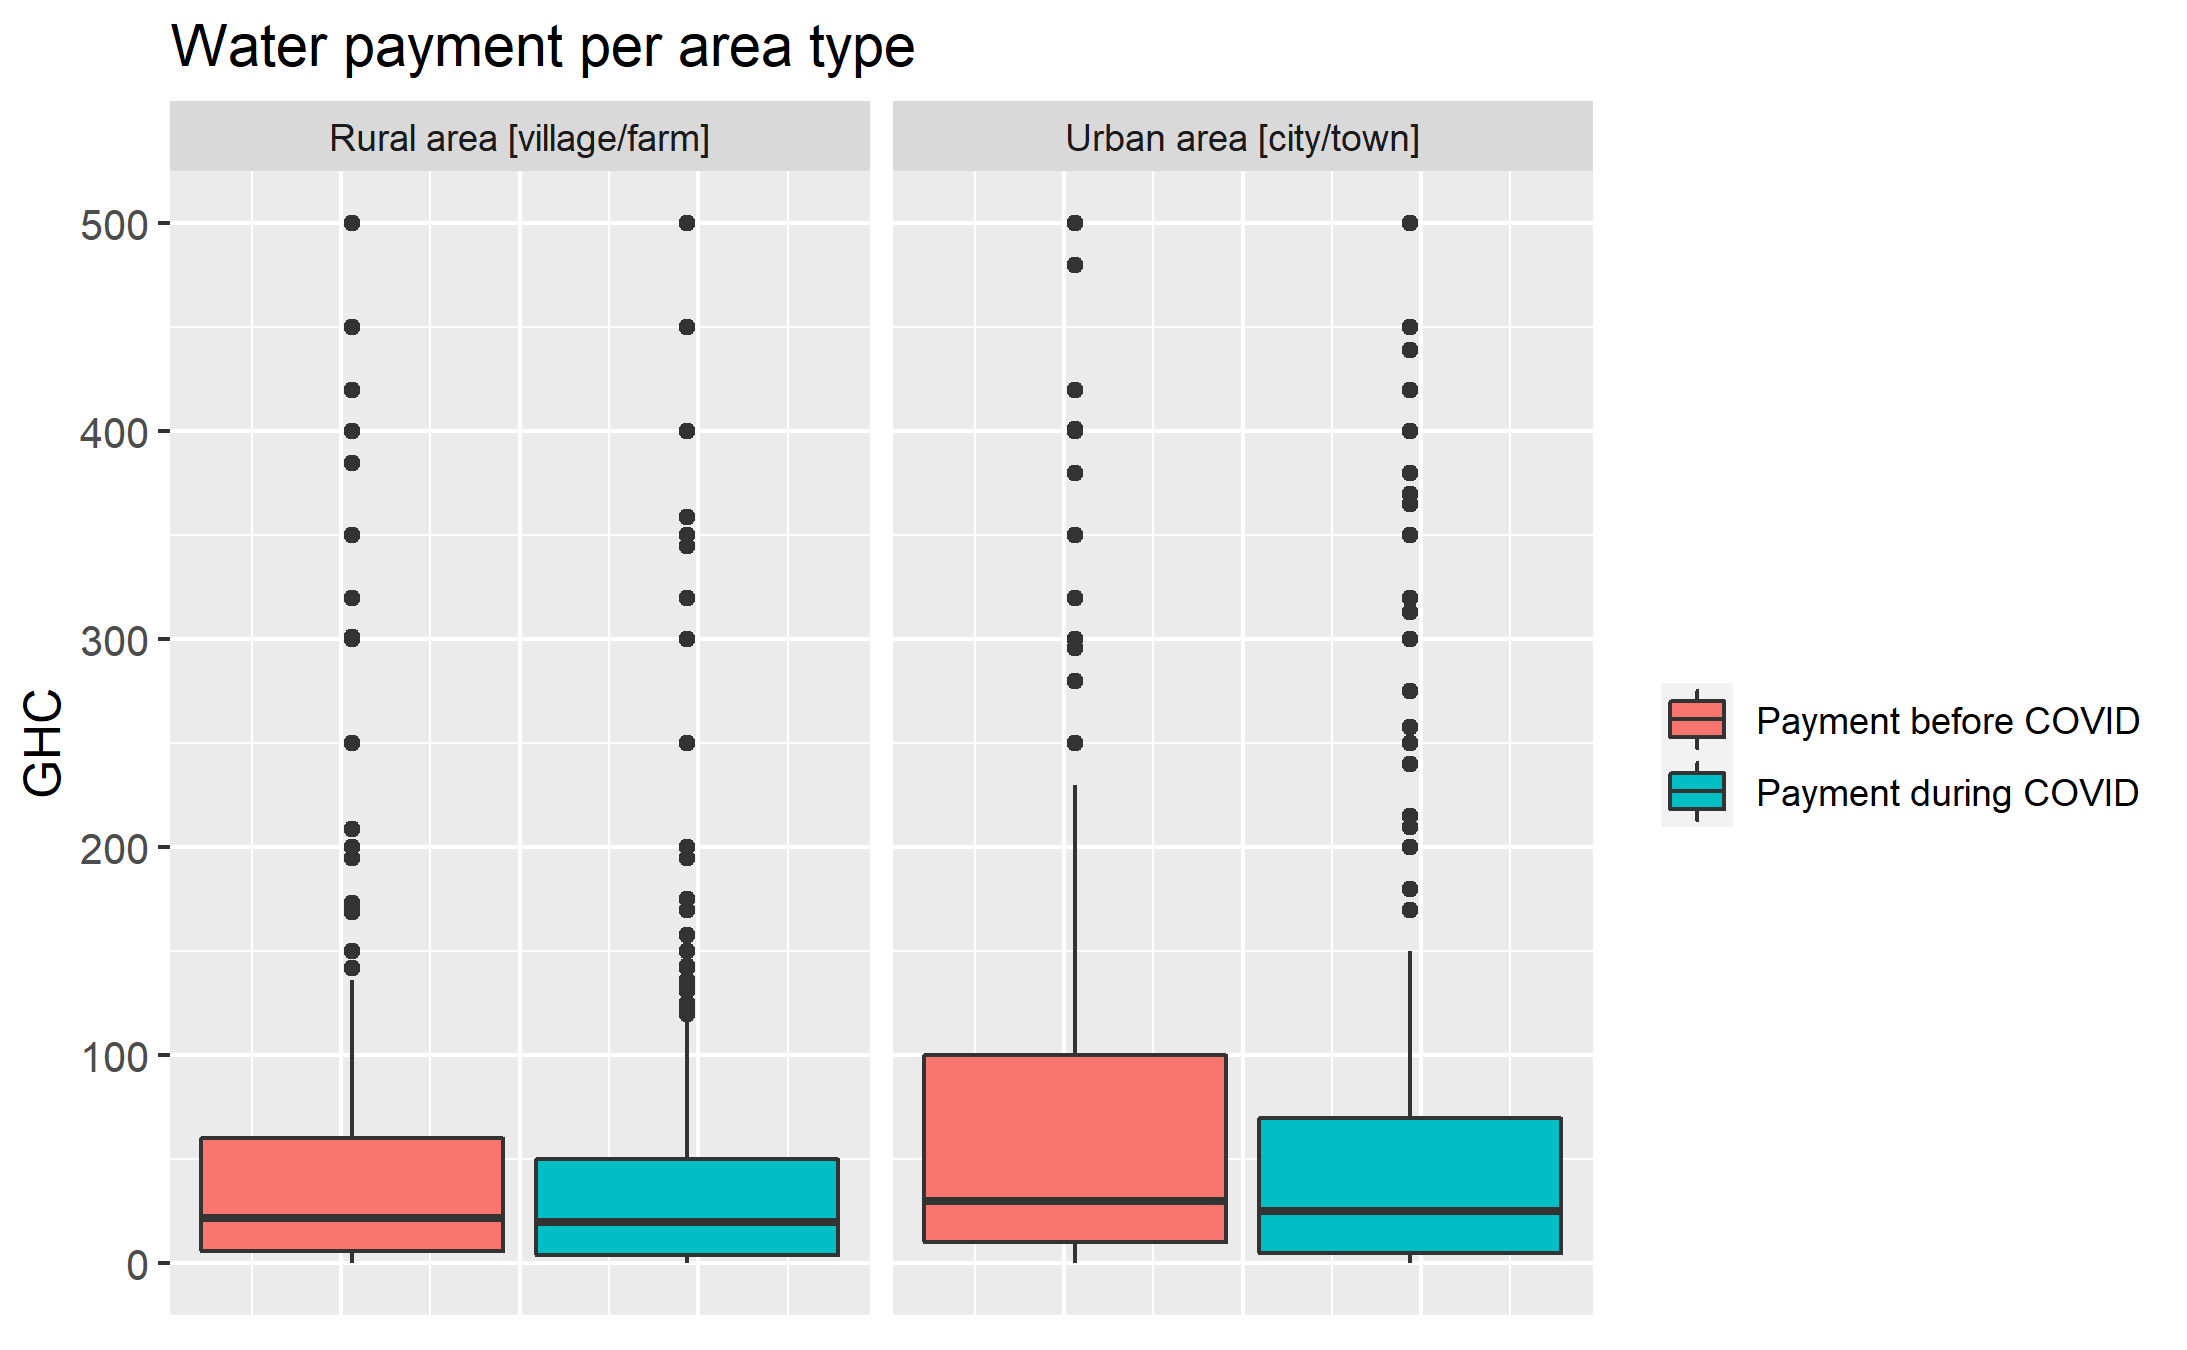 Water payment per area type
Rural area [village/farm]
Urban area [city/town]
500
400
300
200
100
0
GHC
Payment before COVID
Payment during COVID